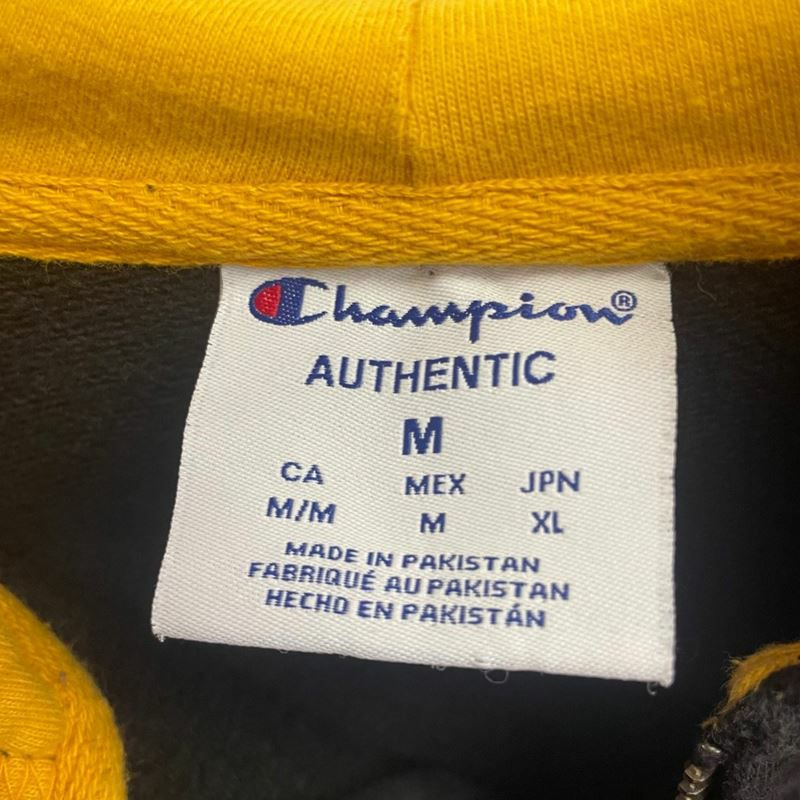 Champion®
AUTHENTIC
M
CA MEX JPN
M/M M XL
MADE IN PAKISTAN
FABRIQUÉ AU PAKISTAN
HECHO EN PAKISTÁN